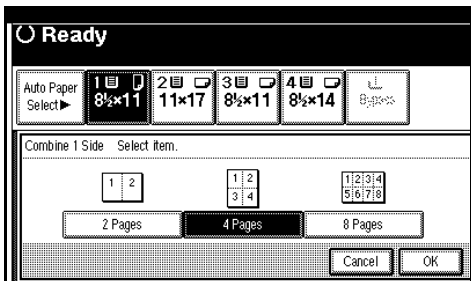 Ready
Auto Paper Select▶
1 8½×11
2 11×17
3 8½×11
4 8½×14
Bypass
Combine 1 Side Select item.
1 2
1 2
3 4
1 2 3 4
5 6 7 8
2 Pages
4 Pages
8 Pages
Cancel
OK